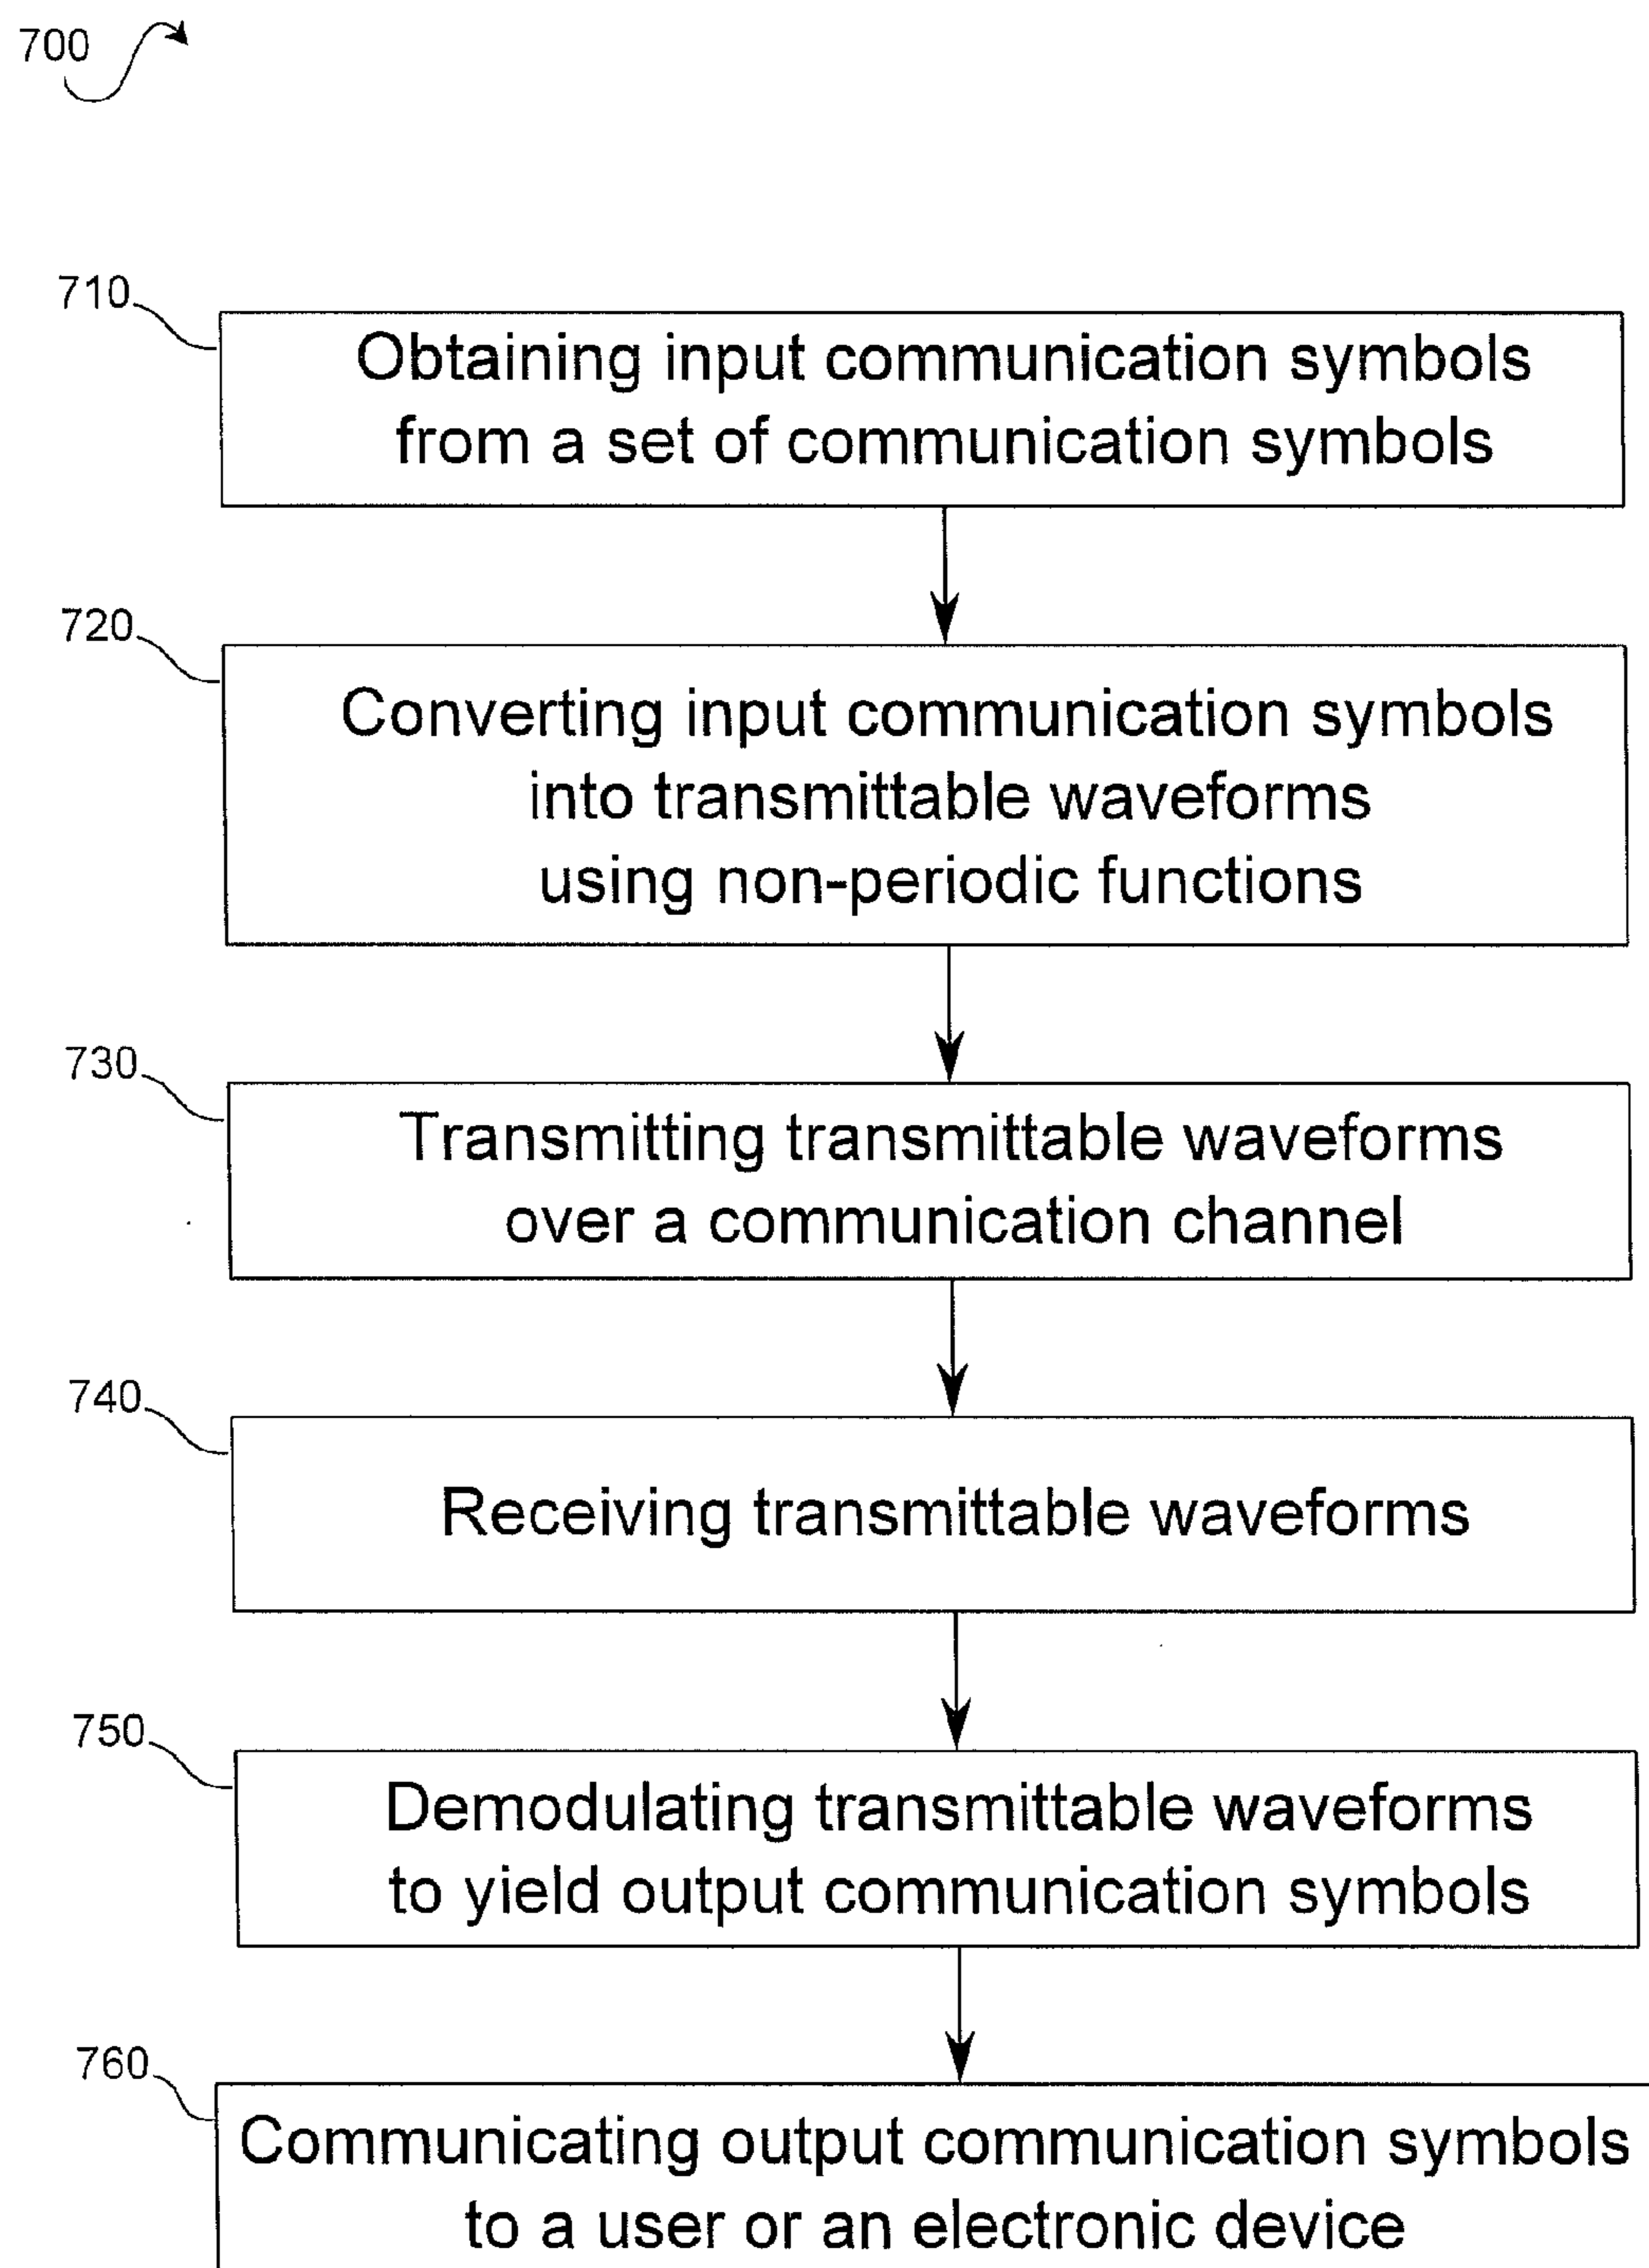 700
710
Obtaining input communication symbols
from a set of communication symbols
720
Converting input communication symbols
into transmittable waveforms
using non-periodic functions
730
Transmitting transmittable waveforms
over a communication channel
740
Receiving transmittable waveforms
750
Demodulating transmittable waveforms
to yield output communication symbols
760
Communicating output communication symbols
to a user or an electronic device